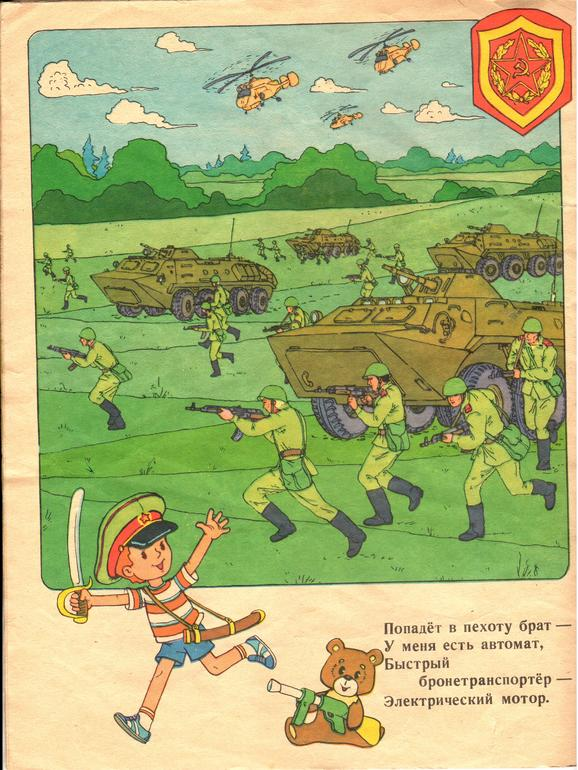 Попадёт в пехоту брат —
У меня есть автомат,
Быстрый
бронетранспортёр —
Электрический мотор.